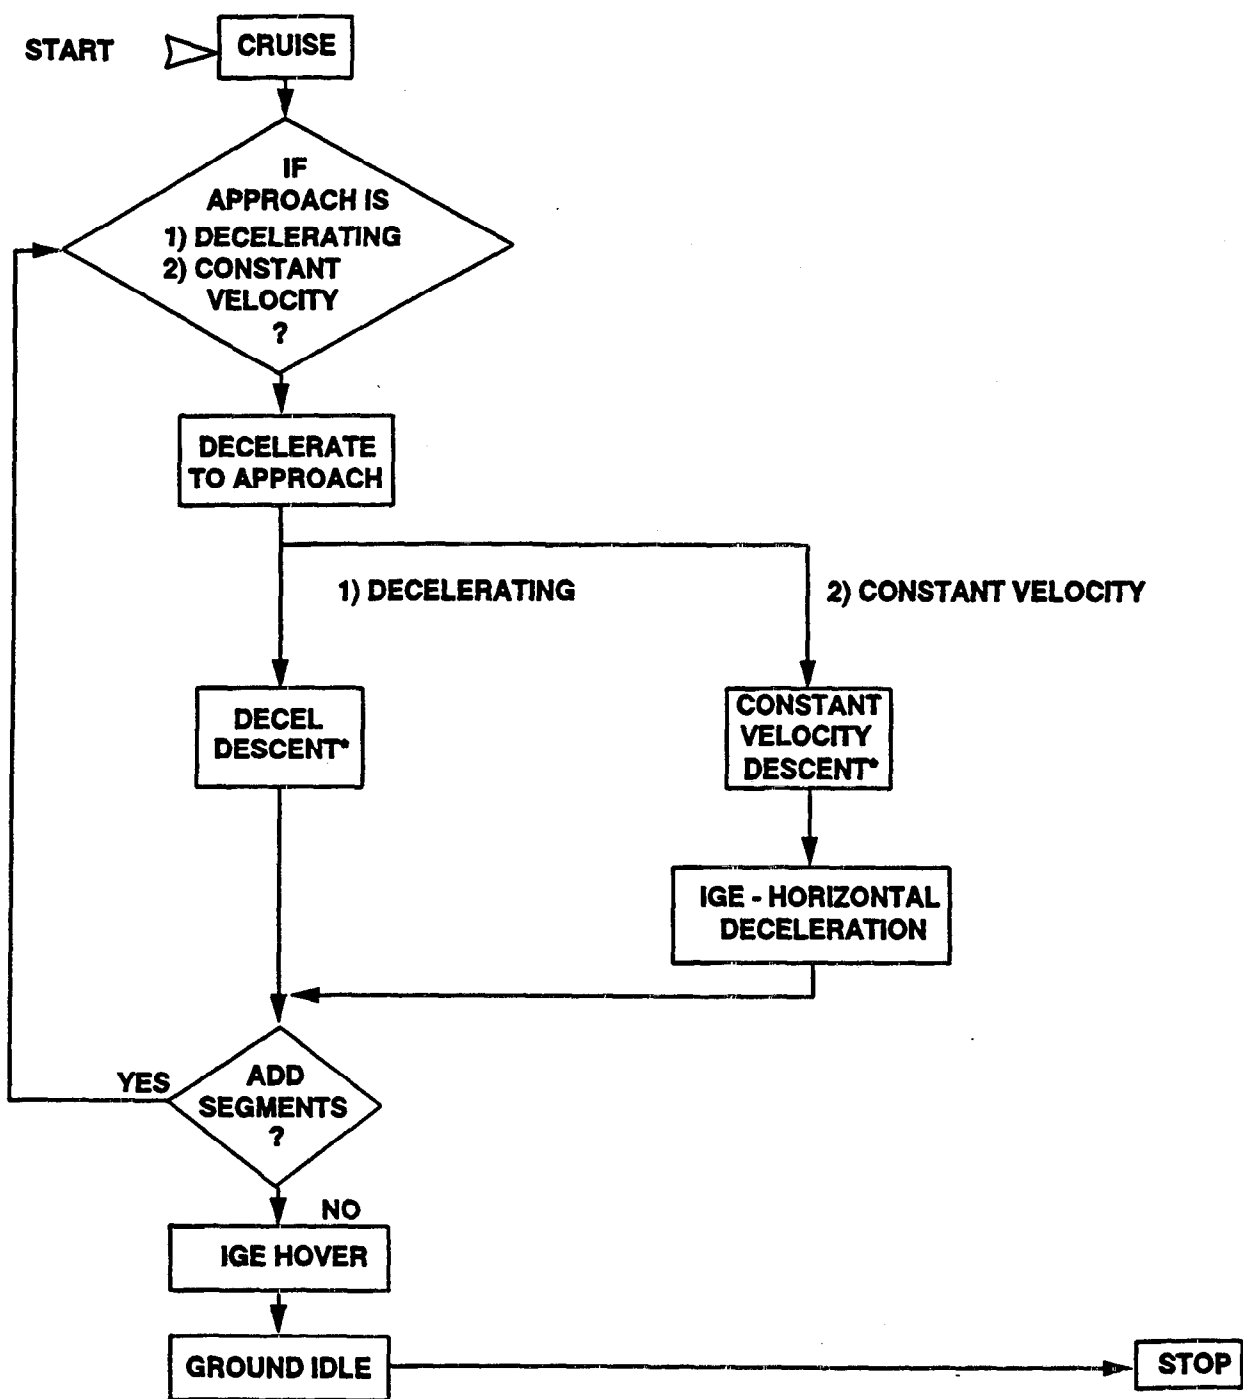 START
CRUISE
IF
APPROACH IS
1) DECELERATING
2) CONSTANT
VELOCITY
?
DECELERATE
TO APPROACH
1) DECELERATING
2) CONSTANT VELOCITY
DECEL
DESCENT*
CONSTANT
VELOCITY
DESCENT*
IGE - HORIZONTAL
DECELERATION
YES
ADD
SEGMENTS
?
NO
IGE HOVER
GROUND IDLE
STOP